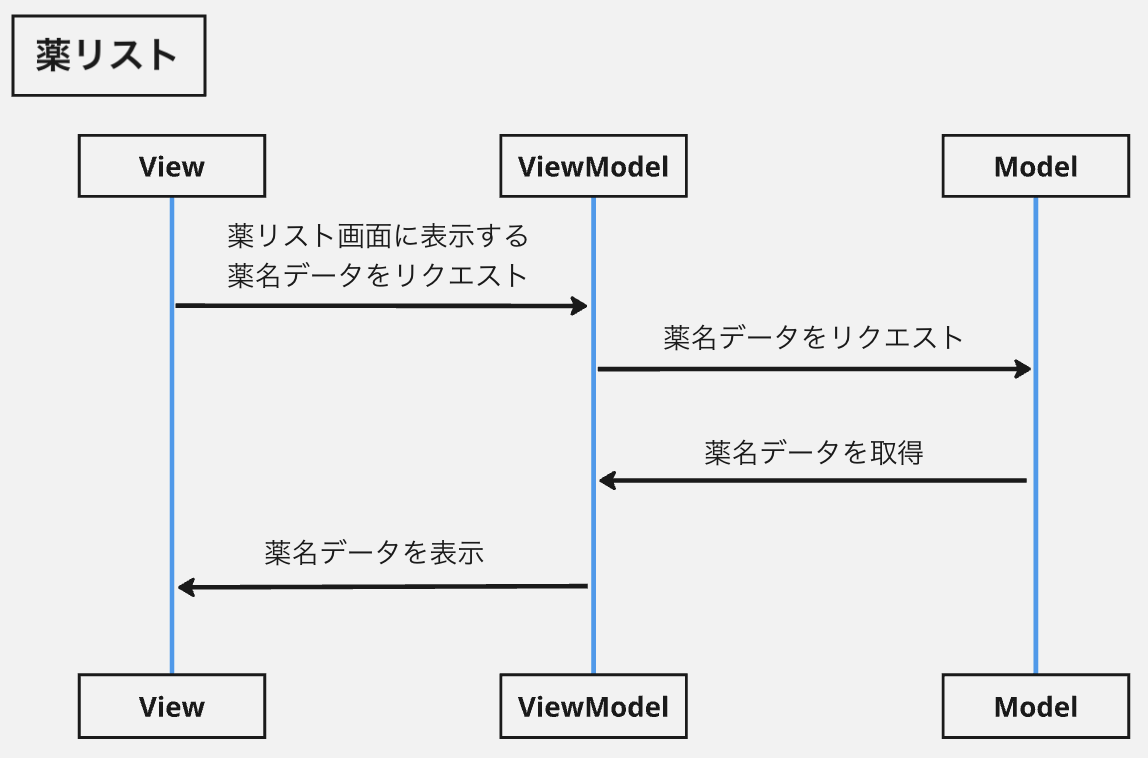 薬リスト
View
ViewModel
Model
薬リスト画面に表示する
薬名データをリクエスト
薬名データをリクエスト
薬名データを取得
薬名データを表示
View
ViewModel
Model